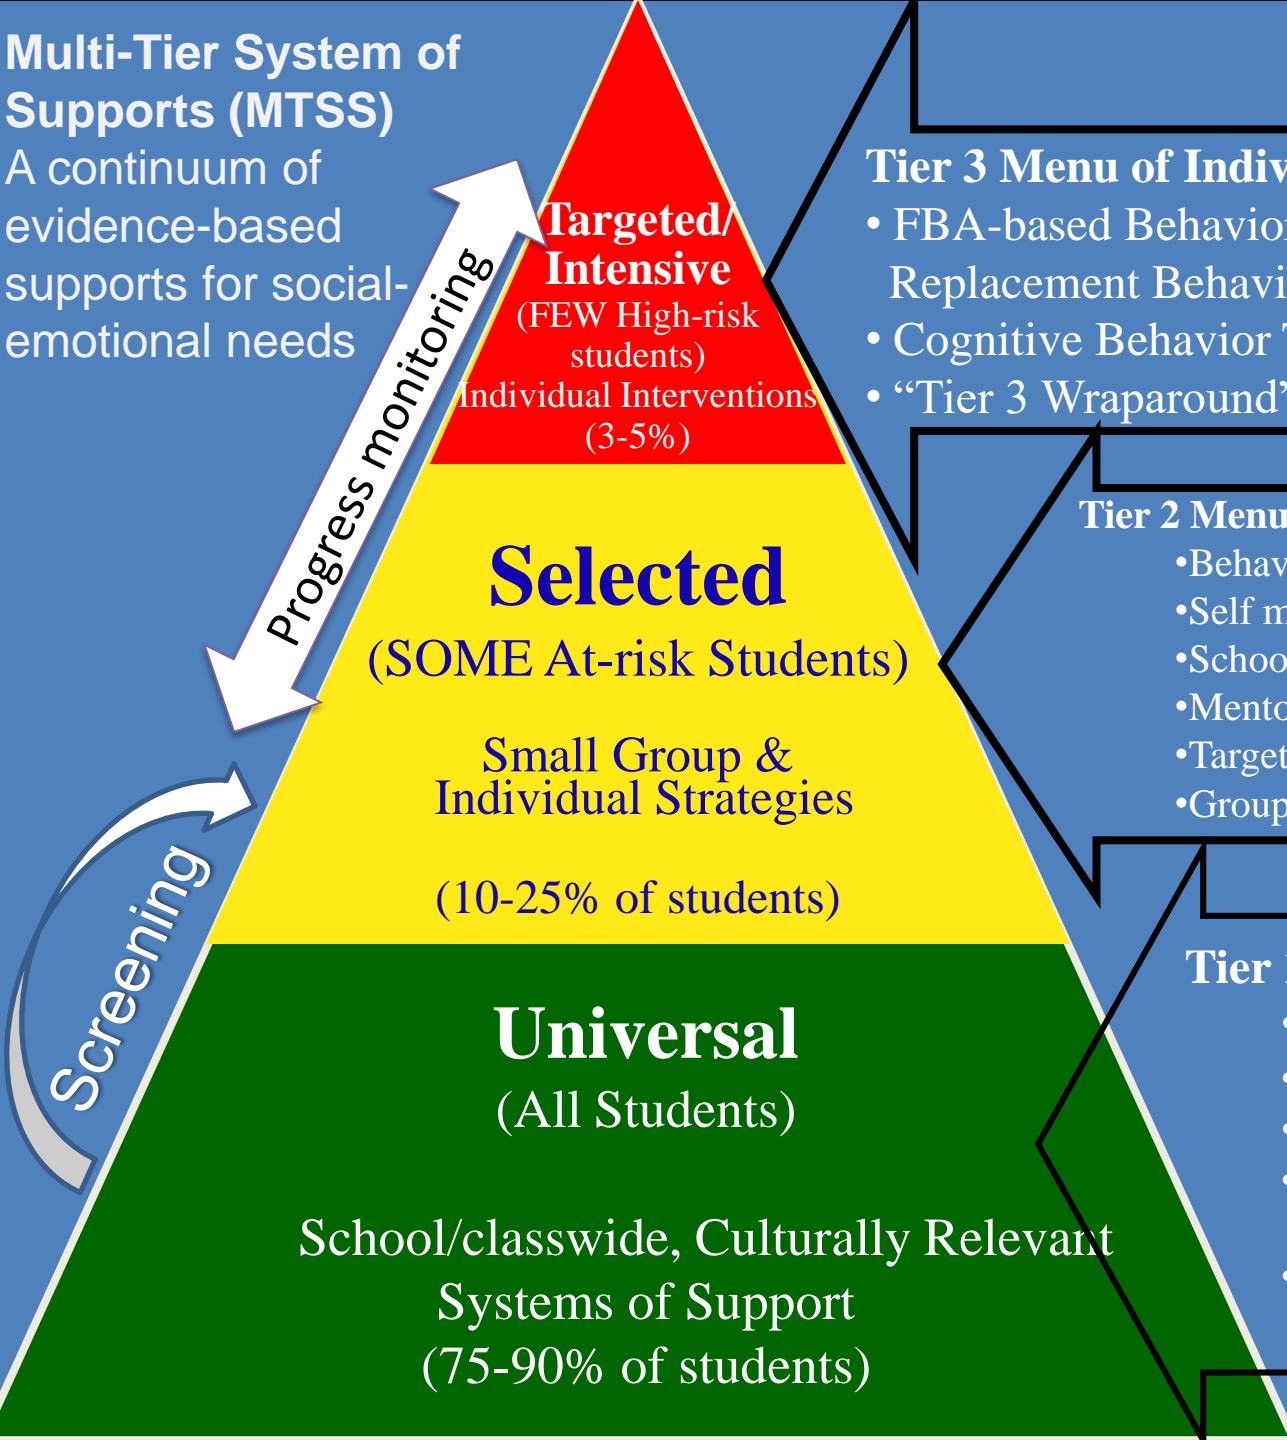 Multi-Tier System of
Supports (MTSS)
A continuum of
evidence-based
supports for social-
emotional needs
Progress monitoring
Screening
Targeted/
Intensive
(FEW High-risk
students)
Individual Interventions
(3-5%)
Selected
(SOME At-risk Students)
Small Group &
Individual Strategies
(10-25% of students)
Universal
(All Students)
School/classwide, Culturally Relevant
Systems of Support
(75-90% of students)
Tier 3 Menu of
• FBA-based
Replacement
• Cognitive Behavior
• “Tier 3 Wraparound”
Tier 2 Menu
•Self
•Group
Tier